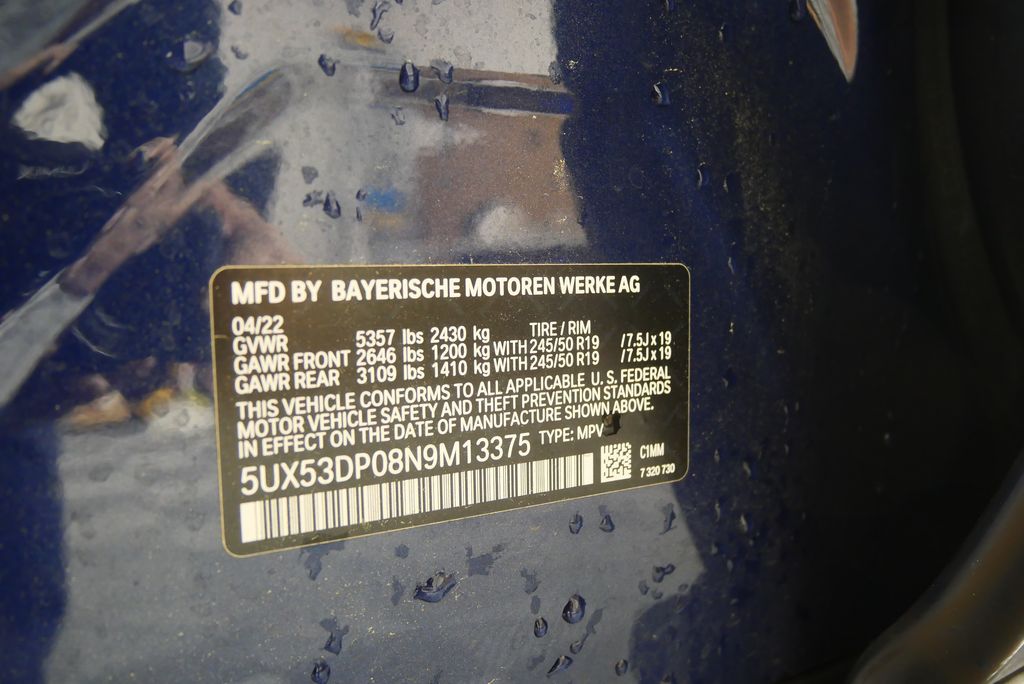 MFD BY BAYERISCHE MOTOREN WERKE AG
04/22
GVWR 5357 lbs 2430 kg TIRE / RIM
GAWR FRONT 2646 lbs 1200 kg WITH 245/50 R19 /7.5J x 19
GAWR REAR 3109 lbs 1410 kg WITH 245/50 R19 /7.5J x 19
THIS VEHICLE CONFORMS TO ALL APPLICABLE U. S. FEDERAL
MOTOR VEHICLE SAFETY AND THEFT PREVENTION STANDARDS
IN EFFECT ON THE DATE OF MANUFACTURE SHOWN ABOVE.
5UX53DP08N9M13375 TYPE: MPV
C1MM
7 320 730